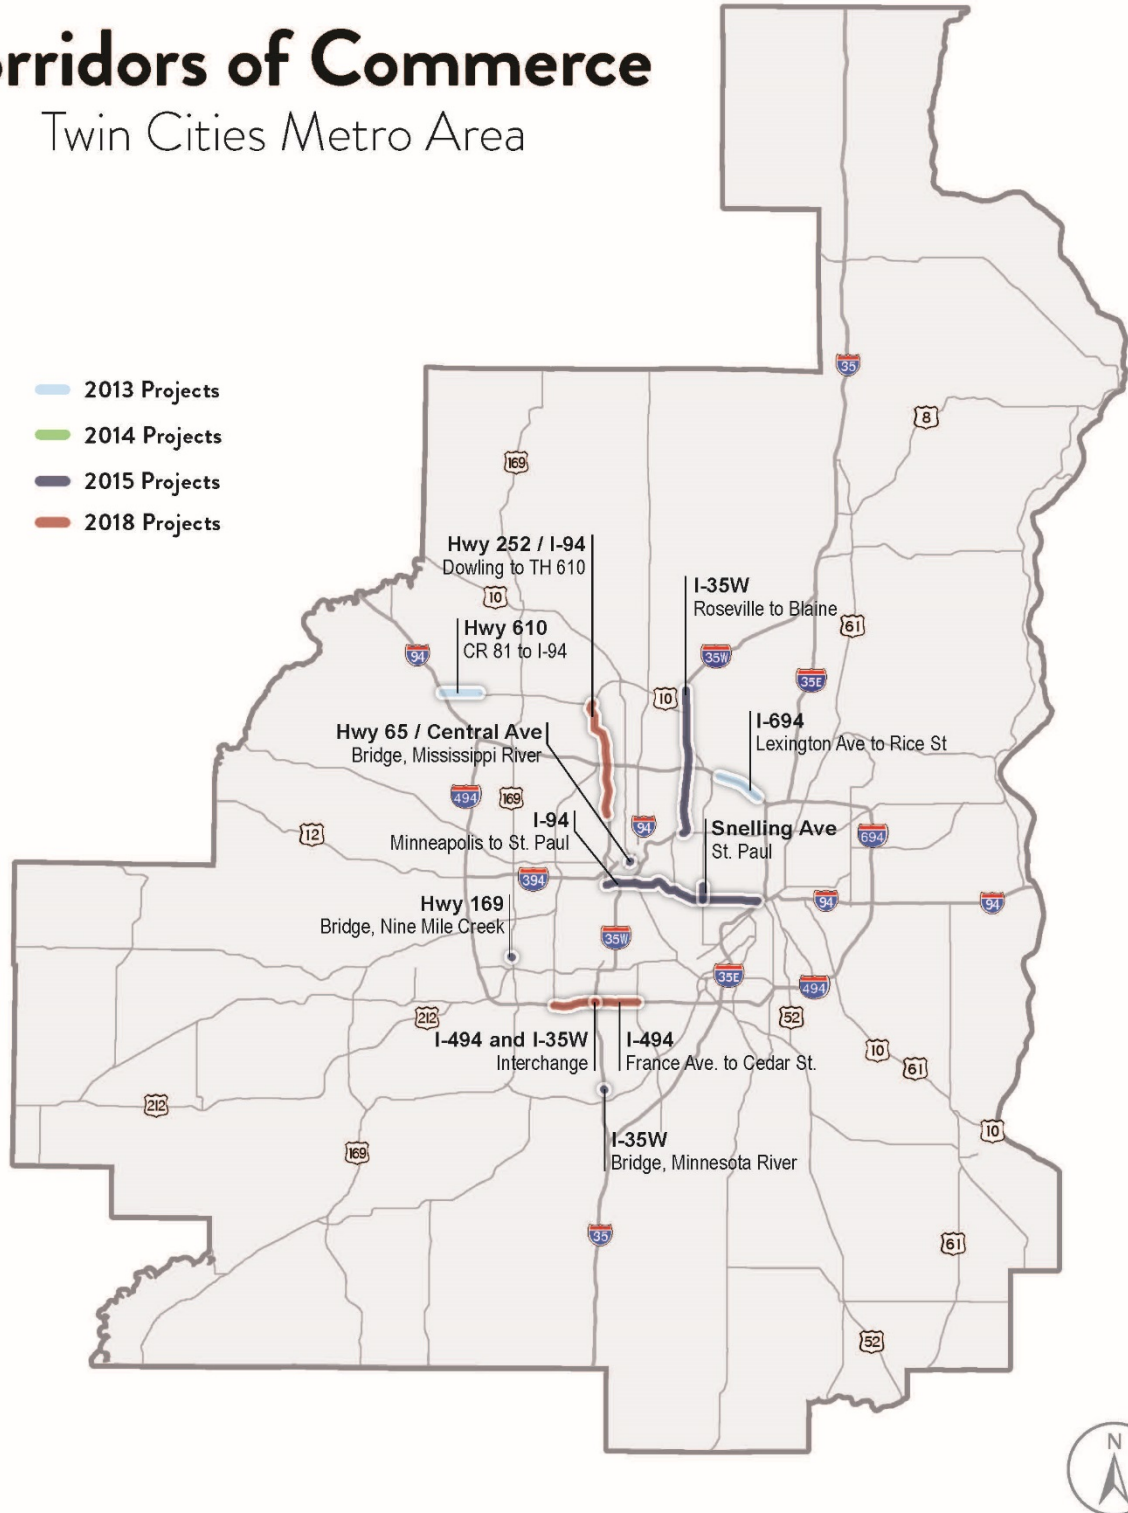 orridors of Commerce
Twin Cities Metro Area
35
2013 Projects
8
2014 Projects
169
2015 Projects
2018 Projects
Hwy 252 / I-94
Dowling to TH 610
I-35W
Roseville to Blaine
10
61
Hwy 610
CR 81 to I-94
94
35W
35E
10
I-694
Lexington Ave to Rice St
Hwy 65 / Central Ave
Bridge, Mississippi River
494
169
I-94
Minneapolis to St. Paul
94
Snelling Ave
St. Paul
694
12
394
94
94
Hwy 169
Bridge, Nine Mile Creek
35W
35E
494
212
52
I-494 and I-35W
Interchange
I-494
France Ave. to Cedar St.
10
61
212
10
I-35W
Bridge, Minnesota River
169
35
61
52
N